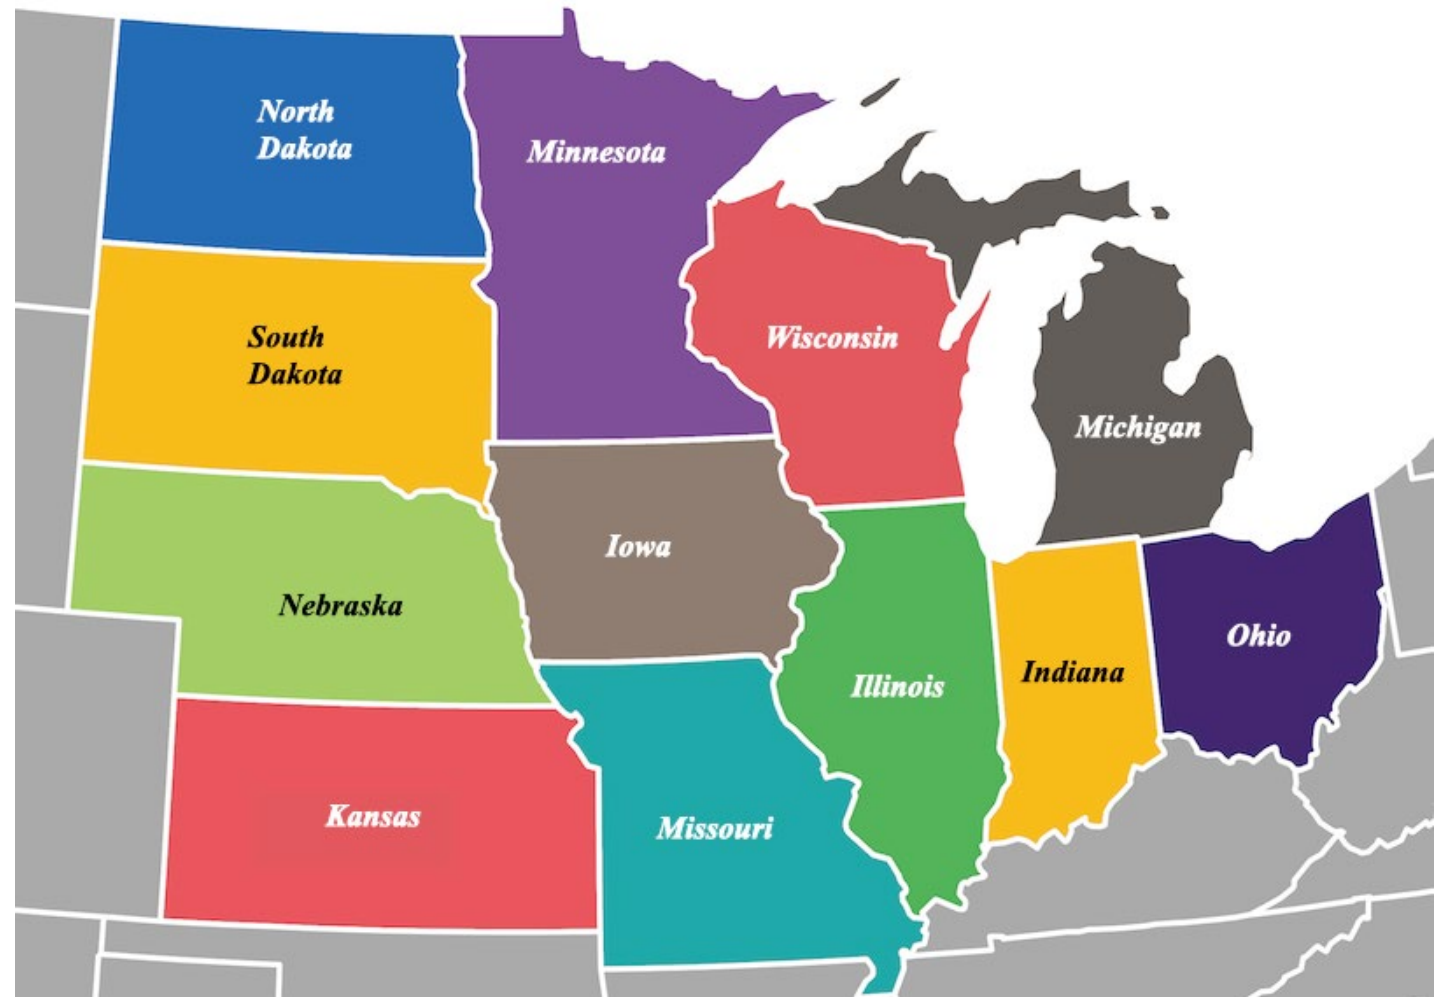 North
Dakota
Minnesota
South
Dakota
Wisconsin
Michigan
Iowa
Nebraska
Ohio
Illinois
Indiana
Kansas
Missouri